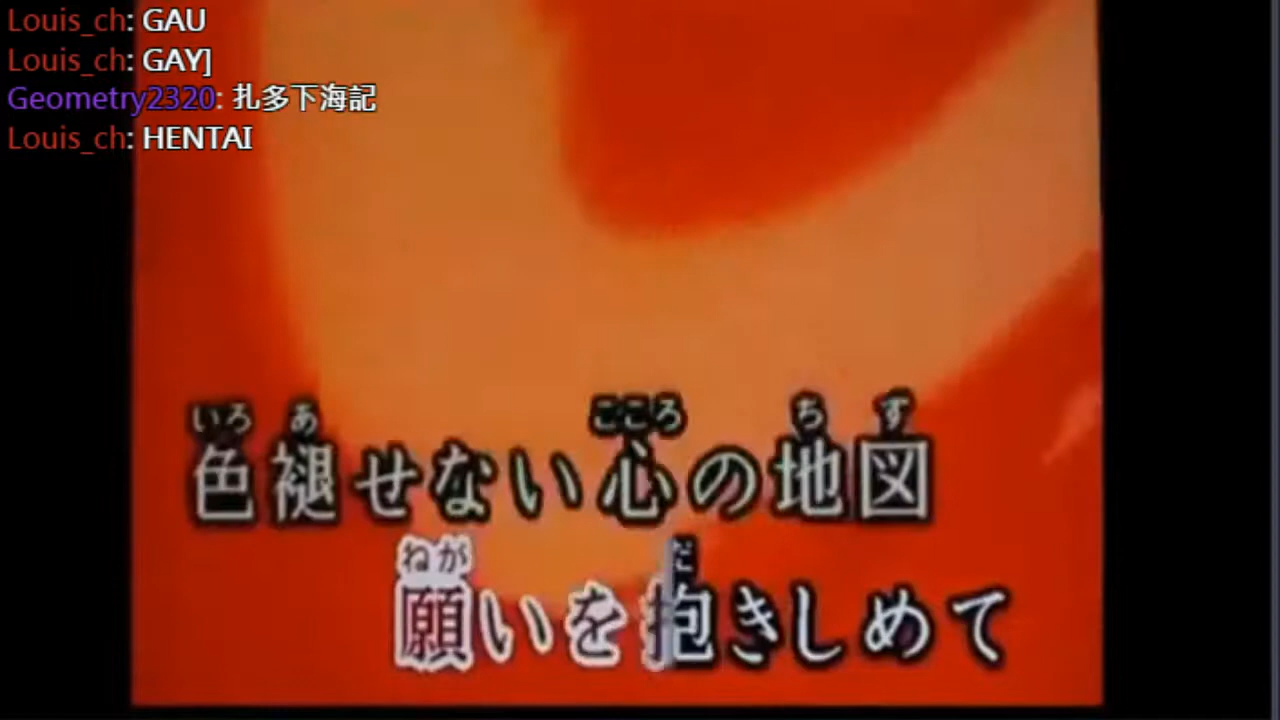 Louis_ch: GAU
Louis_ch: GAY]
Geometry2320: 扎多下海記
Louis_ch: HENTAI
いろ あ こころ ち ず
色褪せない心の地図
ねが だ
願いを抱きしめて